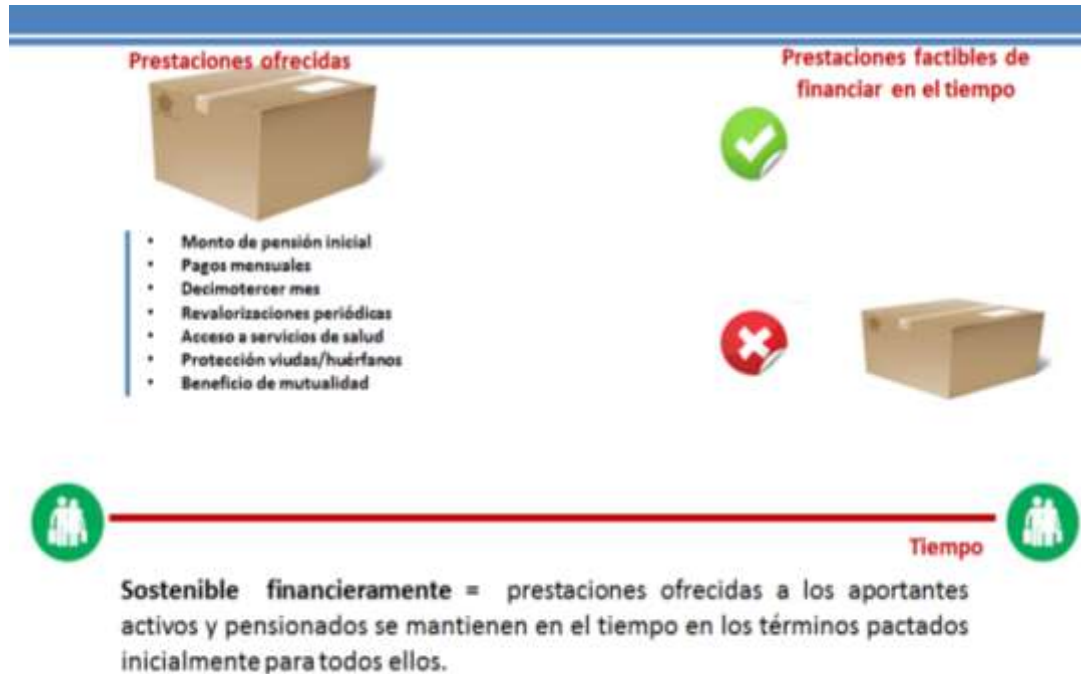 Prestaciones ofrecidas
Prestaciones factibles de
financiar en el tiempo
• Monto de pensión inicial
• Pagos mensuales
• Decimotercer mes
• Revalorizaciones periódicas
• Acceso a servicios de salud
• Protección viudas/huérfanos
• Beneficio de mutualidad
Tiempo
Sostenible financieramente = prestaciones ofrecidas a los aportantes
activos y pensionados se mantienen en el tiempo en los términos pactados
inicialmente para todos ellos.